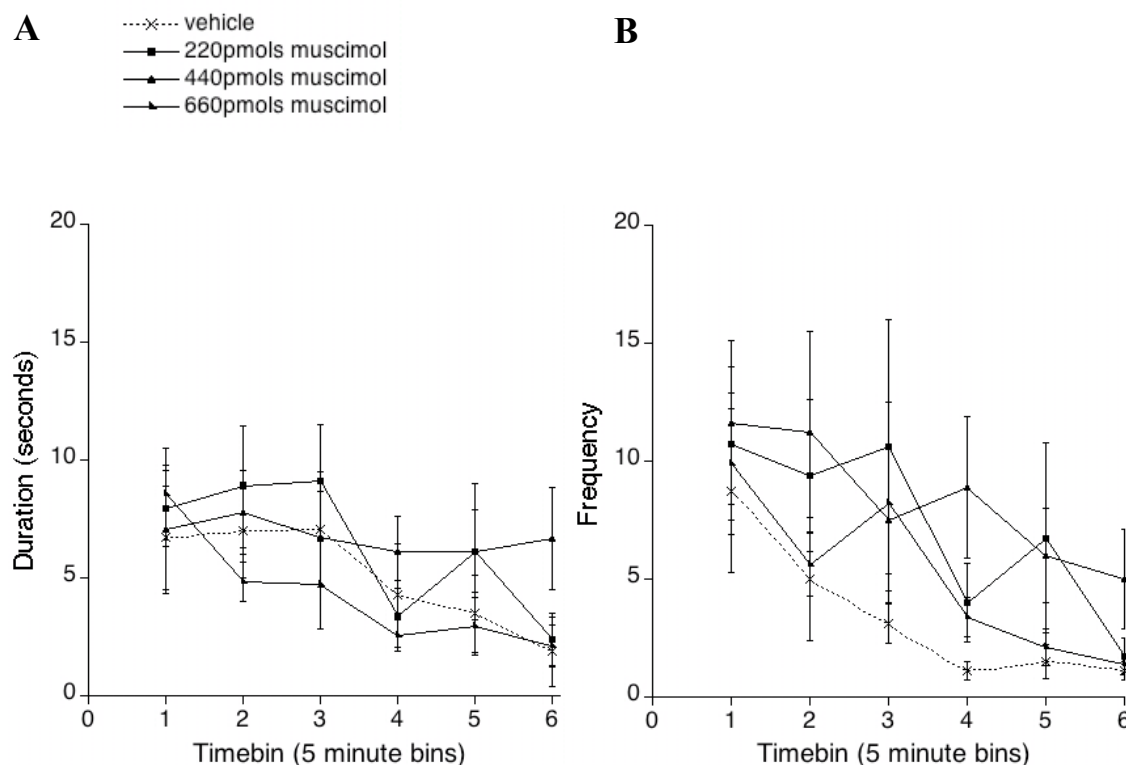 A
vehicle
220pmols muscimol
440pmols muscimol
660pmols muscimol
B
20
15
10
5
0
Duration (seconds)
0 1 2 3 4 5 6
Timebin (5 minute bins)
20
15
10
5
0
Frequency
0 1 2 3 4 5 6
Timebin (5 minute bins)